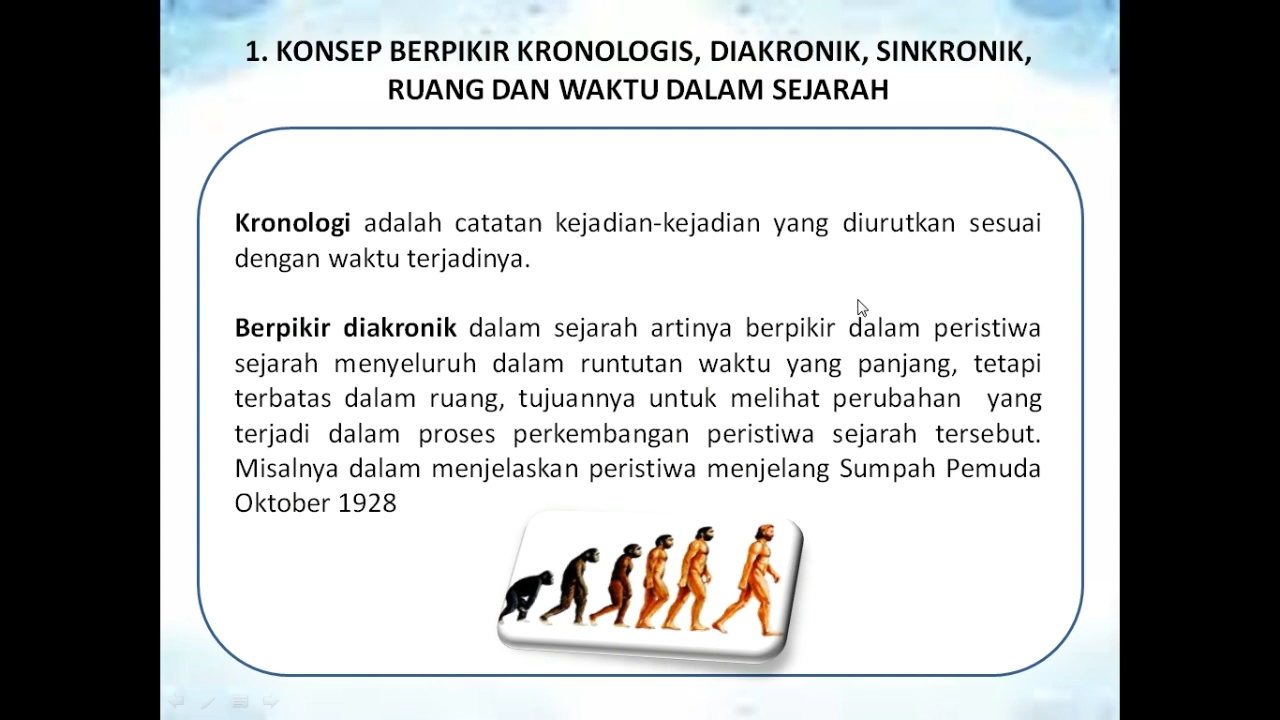 1. KONSEP BERPIKIR KRONOLOGIS, DIAKRONIK, SINKRONIK,
RUANG DAN WAKTU DALAM SEJARAH
Kronologi adalah catatan kejadian-kejadian yang diurutkan sesuai
dengan waktu terjadinya.
Berpikir diakronik dalam sejarah artinya berpikir dalam peristiwa
sejarah menyeluruh dalam runtutan waktu yang panjang, tetapi
terbatas dalam ruang, tujuannya untuk melihat perubahan yang
terjadi dalam proses perkembangan peristiwa sejarah tersebut.
Misalnya dalam menjelaskan peristiwa menjelang Sumpah Pemuda
Oktober 1928